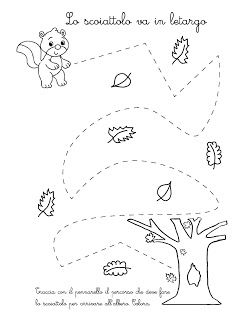 Lo scoiattolo va in letargo
Traccia con il pennarello il percorso che deve fare
lo scoiattolo per arrivare all'albero. Colora.